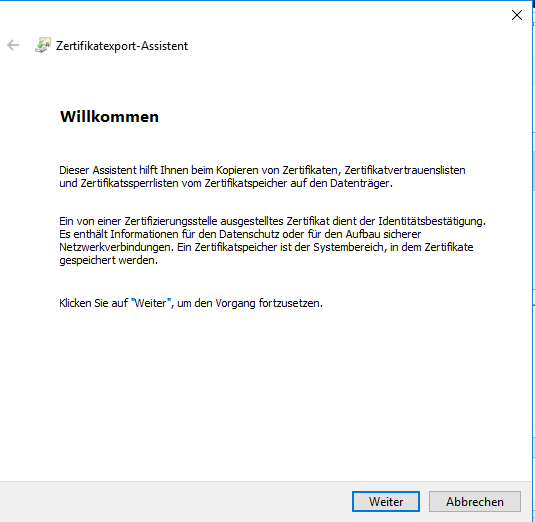 Zertifikatexport-Assistent
Willkommen
Dieser Assistent hilft Ihnen beim Kopieren von Zertifikaten, Zertifikatvertrauenslisten
und Zertifikatssperrlisten vom Zertifikatspeicher auf den Datenträger.
Ein von einer Zertifizierungsstelle ausgestelltes Zertifikat dient der Identitätsbestätigung.
Es enthält Informationen für den Datenschutz oder für den Aufbau sicherer
Netzwerkverbindungen. Ein Zertifikatspeicher ist der Systembereich, in dem Zertifikate
gespeichert werden.
Klicken Sie auf "Weiter", um den Vorgang fortzusetzen.
Weiter
Abbrechen